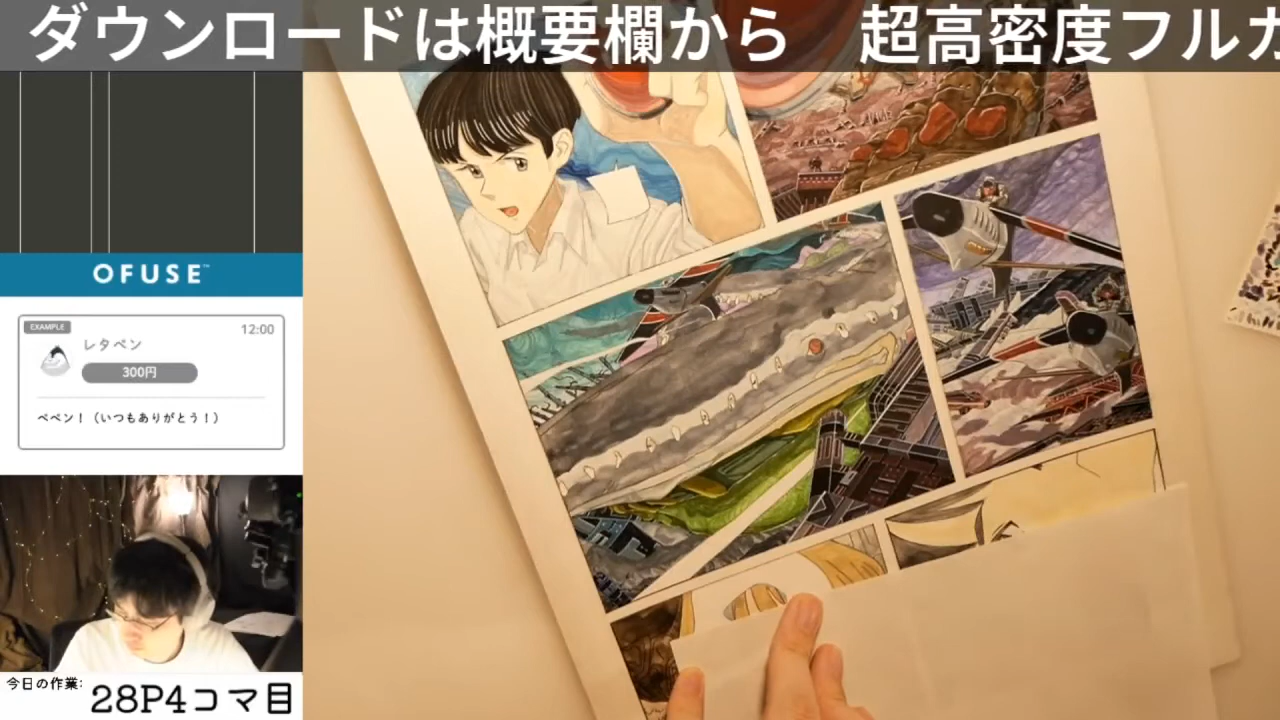 ダウンロードは概要欄から 超高密度フルカ
OFUSE™
EXAMPLE
12:00
レタペン
300円
ペペン！（いつもありがとう！）
今日の作業: 28P4コマ目